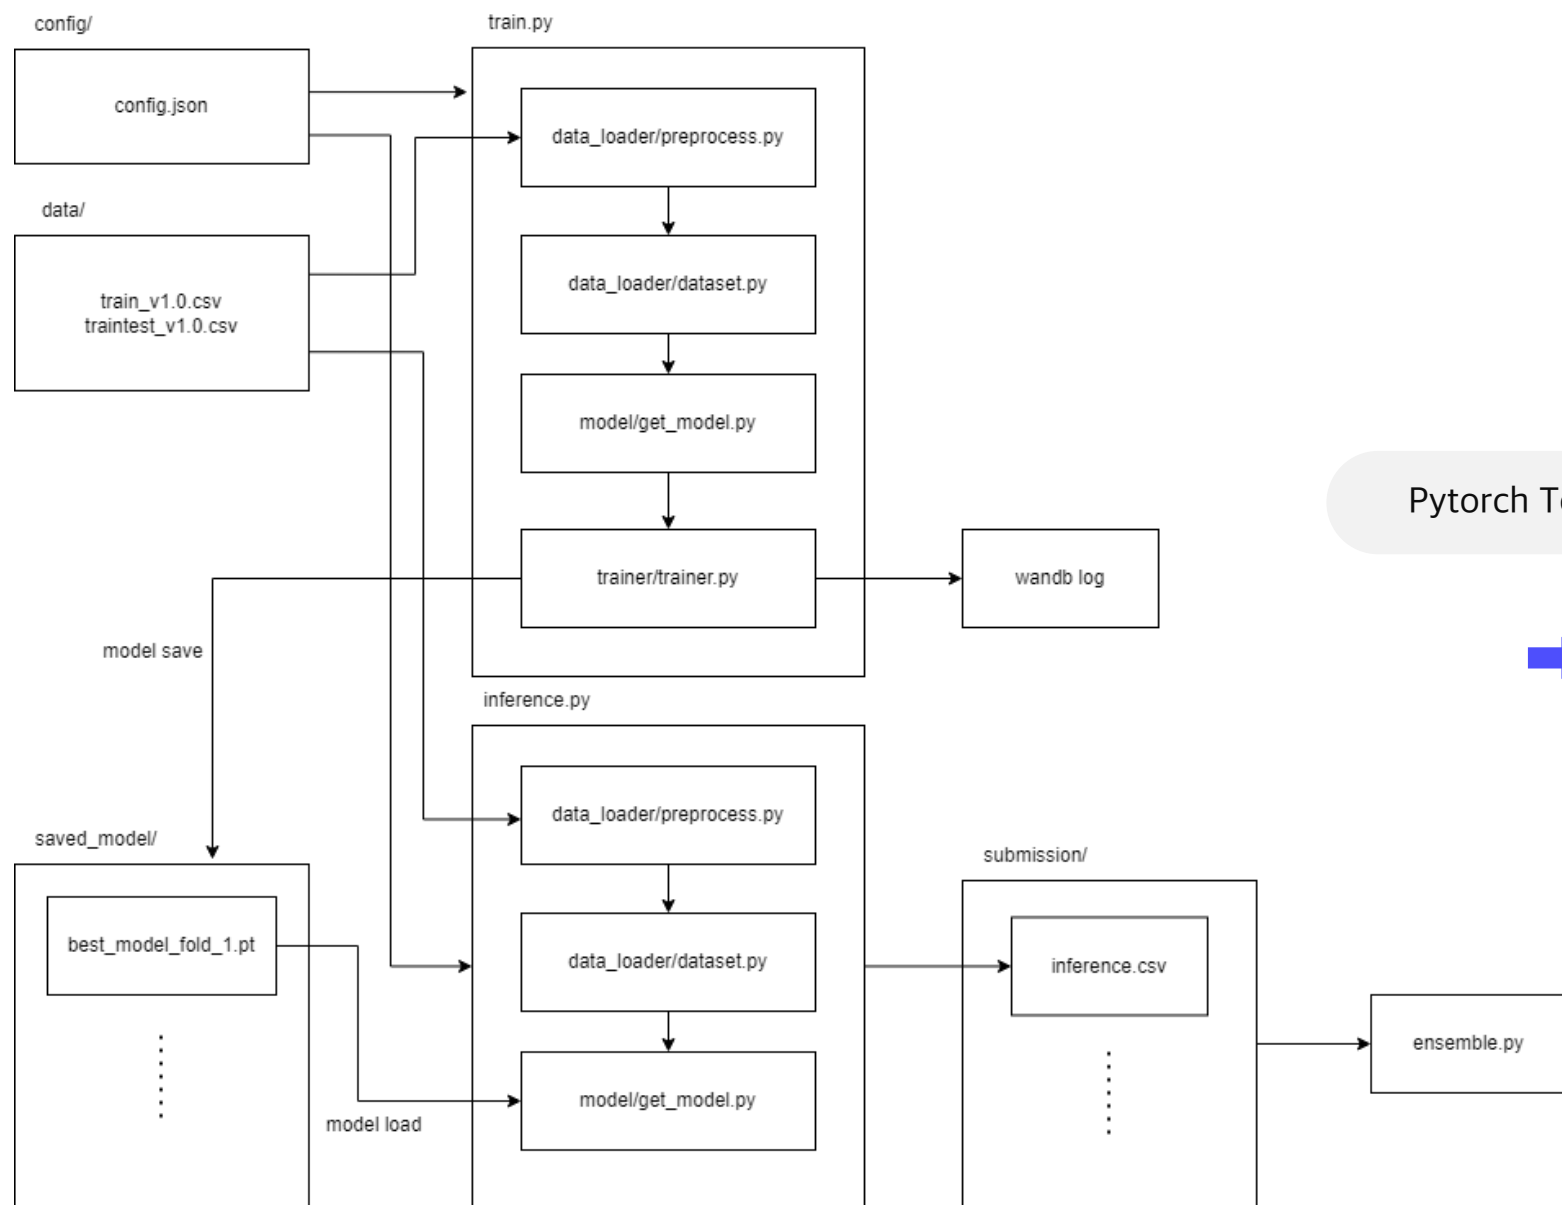 config/
config.json
data/
train_v1.0.csv
traintest_v1.0.csv
train.py
data_loader/preprocess.py
data_loader/dataset.py
model/get_model.py
trainer/trainer.py
wandb log
model save
saved_model/
best_model_fold_1.pt
model load
inference.py
data_loader/preprocess.py
data_loader/dataset.py
model/get_model.py
submission/
inference.csv
ensemble.py
Pytorch